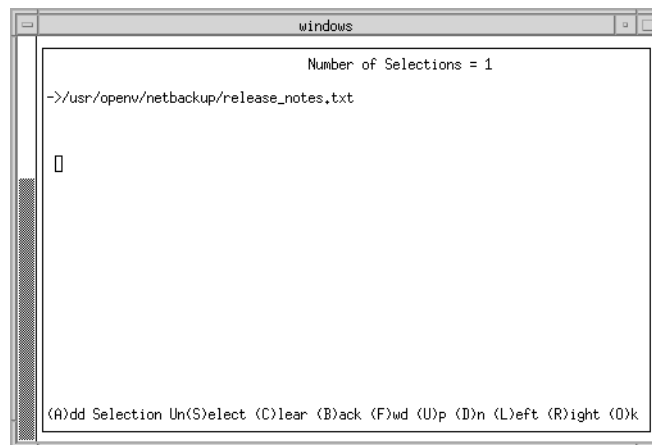 windows
Number of Selections = 1
->/usr/openv/netbackup/release_notes.txt
(A)dd Selection Un(S)elect (C)lear (B)ack (F)wd (U)p (D)n (L)eft (R)ight (O)k